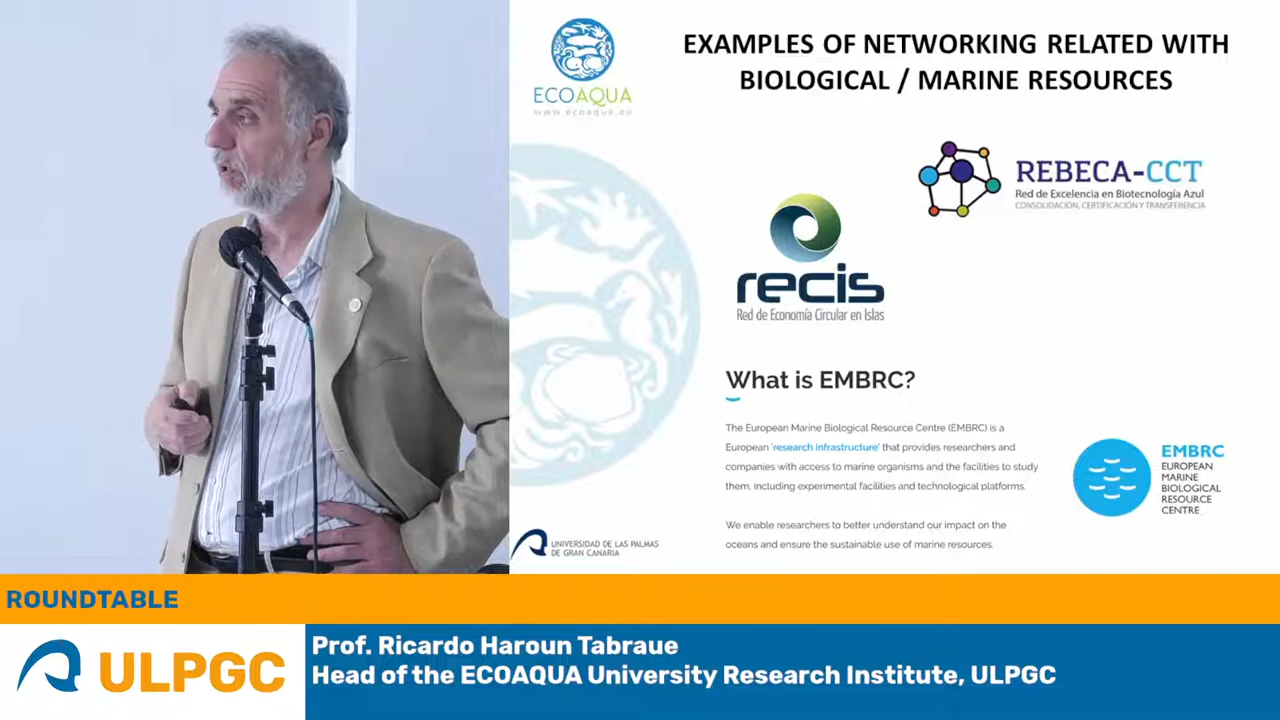 EXAMPLES OF NETWORKING RELATED WITH
BIOLOGICAL / MARINE RESOURCES
ECOAQUA
www.ecoaqua.eu
REBECA-CCT
Red de Excelencia en Biotecnología Azul
CONSOLIDACIÓN, CERTIFICACIÓN Y TRANSFERENCIA
recis
Red de Economía Circular en Islas
What is EMBRC?
The European Marine Biological Resource Centre (EMBRC) is a
European 'research infrastructure' that provides researchers and
companies with access to marine organisms and the facilities to study
them, including experimental facilities and technological platforms.
We enable researchers to better understand our impact on the
oceans and ensure the sustainable use of marine resources.
EMBRC
EUROPEAN
MARINE
BIOLOGICAL
RESOURCE
CENTRE
UNIVERSIDAD DE LAS PALMAS
DE GRAN CANARIA
ROUNDTABLE
ULPGC
Prof. Ricardo Haroun Tabraue
Head of the ECOAQUA University Research Institute, ULPGC